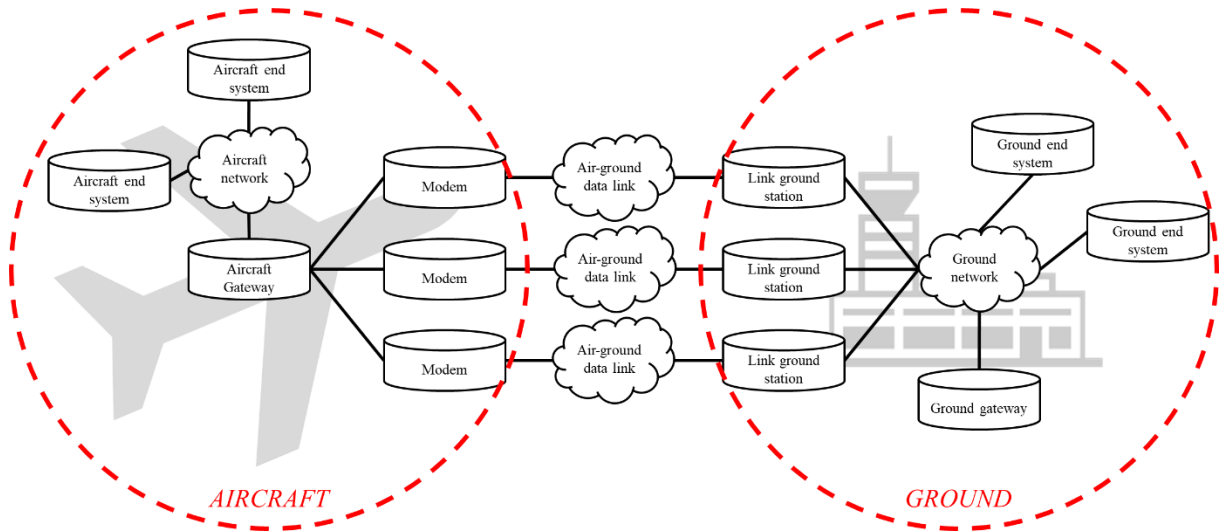 Aircraft end
system
Aircraft end
system
Aircraft
network
Aircraft
Gateway
Modem
Modem
Modem
Air-ground
data link
Air-ground
data link
Air-ground
data link
Link ground
station
Link ground
station
Link ground
station
Ground end
system
Ground end
system
Ground
network
Ground gateway
AIRCRAFT
GROUND